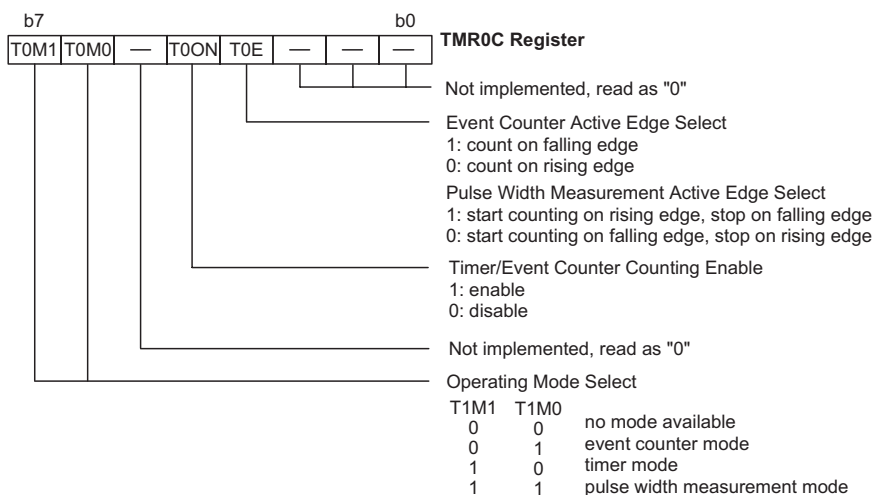 b7 b0
T0M1 T0M0 — T0ON T0E — — —
TMR0C Register
Not implemented, read as "0"
Event Counter Active Edge Select
1: count on falling edge
0: count on rising edge
Pulse Width Measurement Active Edge Select
1: start counting on rising edge, stop on falling edge
0: start counting on falling edge, stop on rising edge
Timer/Event Counter Counting Enable
1: enable
0: disable
Not implemented, read as "0"
Operating Mode Select
T1M1 T1M0
0 0 no mode available
0 1 event counter mode
1 0 timer mode
1 1 pulse width measurement mode